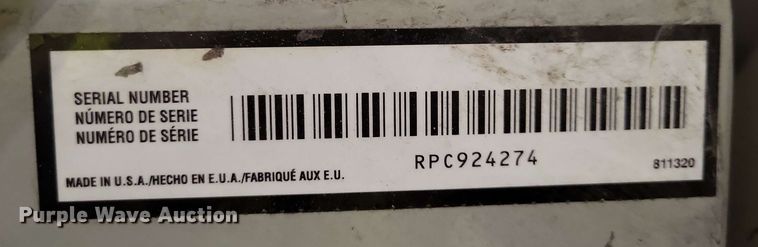 SERIAL NUMBER
NÚMERO DE SERIE
NUMÉRO DE SÉRIE
RPC924274
811320
MADE IN U.S.A./HECHO EN E.U.A./FABRIQUÉ AUX E.U.
Purple Wave Auction